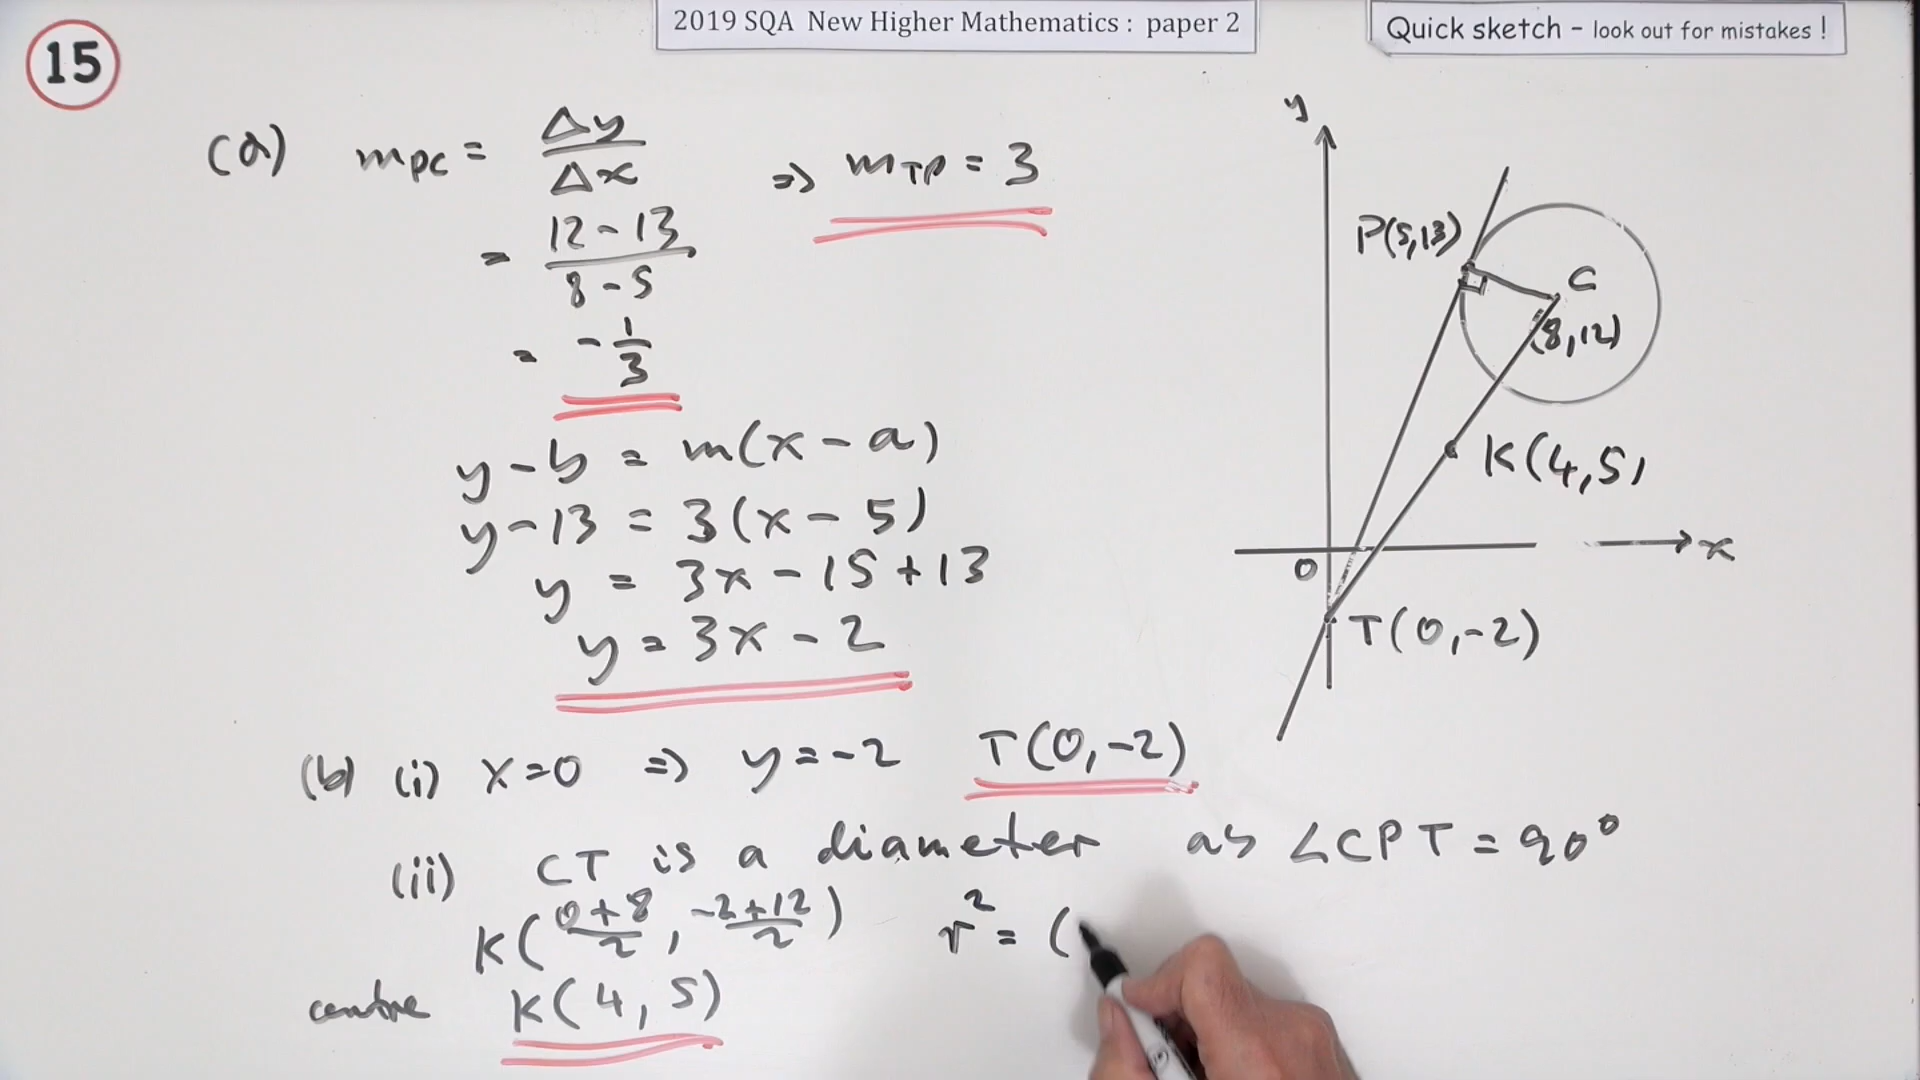 15
2019 SQA New Higher Mathematics : paper 2
Quick sketch – look out for mistakes !
(a) mPC = Δy/Δx ⇒ mTP = 3
= 12 - 13 / 8 - 5
= - 1/3
y - b = m(x - a)
y - 13 = 3(x - 5)
y = 3x - 15 + 13
y = 3x - 2
(b) (i) x = 0 ⇒ y = -2 T(0, -2)
(ii) CT is a diameter as ∠CPT = 90°
K( 0+8/2 , -2+12/2 ) r² = (
centre K(4, 5)
y
P(5,13)
C
(8,12)
K(4,5)
0
x
T(0,-2)